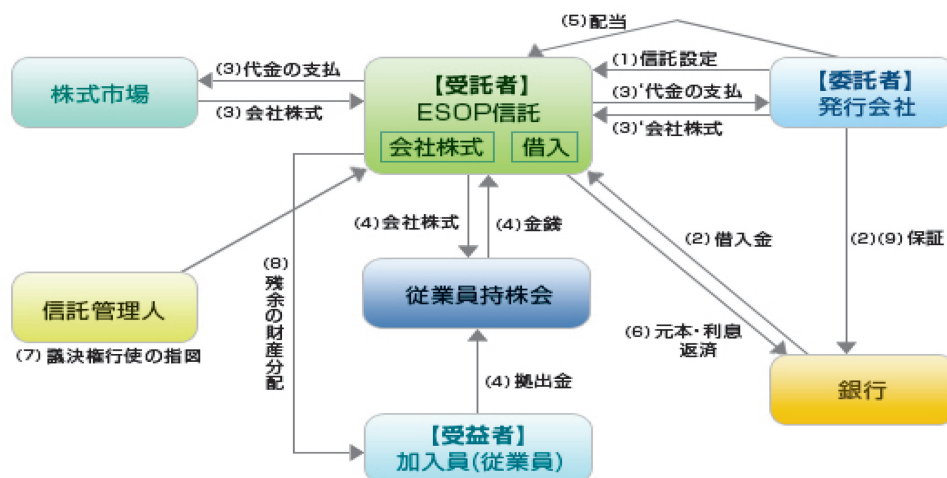 (5)配当
(3)代金の支払
【受託者】
(1)信託設定
【委託者】
株式市場
ESOP信託
(3)'代金の支払
発行会社
(3)会社株式
会社株式
借入
(3)'会社株式
(4)会社株式
(4)金銭
(2)借入金
(2)(9)保証
(8)
残余の財産分配
信託管理人
従業員持株会
(7)議決権行使の指図
(6)元本・利息
返済
(4)拠出金
銀行
【受益者】
加入員(従業員)